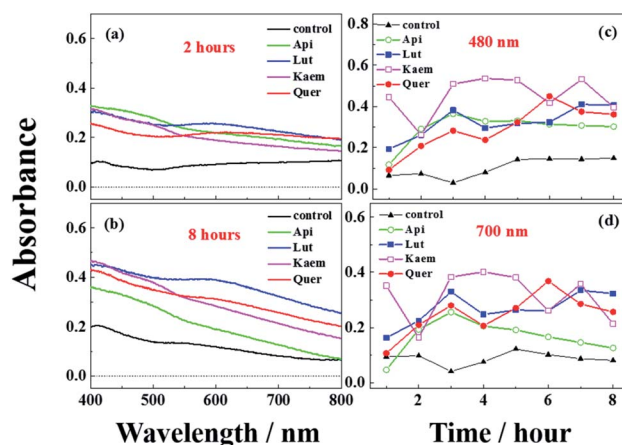 Absorbance
0.6
0.4
0.2
0.0
(a)
2 hours
control
Api
Lut
Kaem
Quer
0.6
0.4
0.2
0.0
(b)
8 hours
control
Api
Lut
Kaem
Quer
400 500 600 700 800
Wavelength / nm
0.8
0.6
0.4
0.2
0.0
(c)
480 nm
control
Api
Lut
Kaem
Quer
0.6
0.4
0.2
0.0
(d)
700 nm
control
Api
Lut
Kaem
Quer
1 2 3 4 5 6 7 8
Time / hour